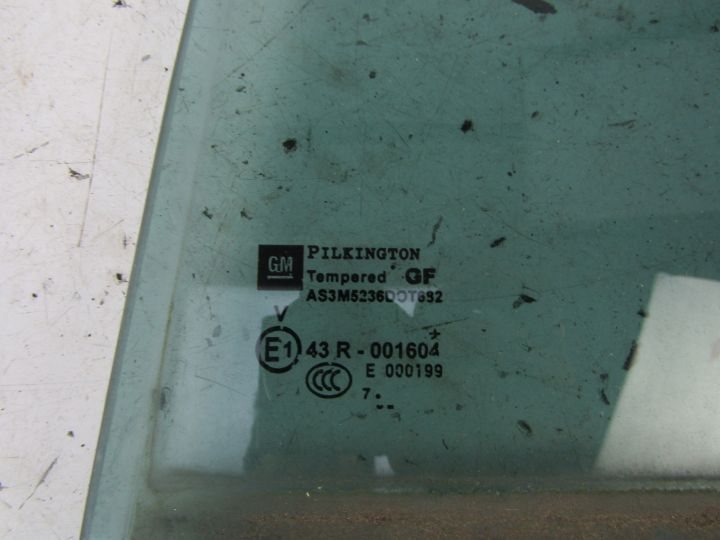 GM PILKINGTON
Tempered GF
AS3M5236DOT692
V
E1 43 R - 001604
CCC E 000199
7